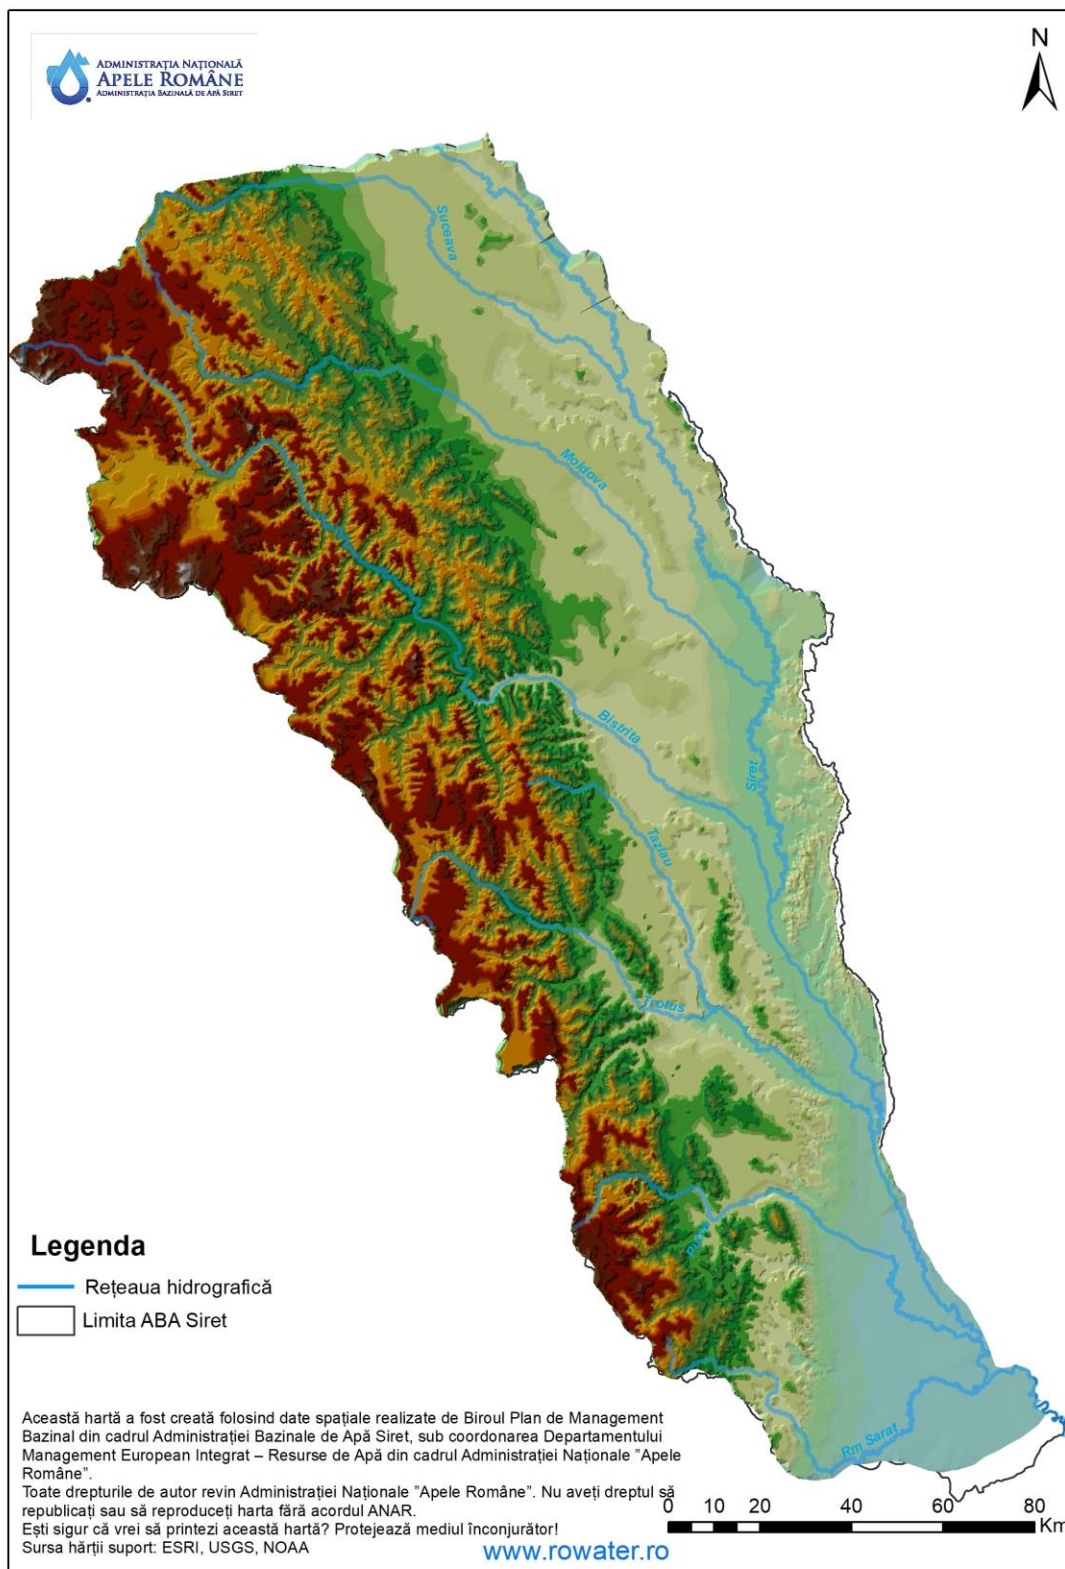 ADMINISTRAȚIA NAȚIONALĂ
APELE ROMÂNE
ADMINISTRAȚIA BAZINALĂ DE APĂ SIRET
N
Suceava
Moldova
Bistrita
Siret
Tazlau
Trotus
Putna
Rm Sarat
Legenda
Rețeaua hidrografică
Limita ABA Siret
Această hartă a fost creată folosind date spațiale realizate de Biroul Plan de Management
Bazinal din cadrul Administrației Bazinale de Apă Siret, sub coordonarea Departamentului
Management European Integrat – Resurse de Apă din cadrul Administrației Naționale "Apele
Române".
Toate drepturile de autor revin Administrației Naționale "Apele Române". Nu aveți dreptul să
republicați sau să reproduceți harta fără acordul ANAR.
Ești sigur că vrei să printezi această hartă? Protejează mediul înconjurător!
Sursa hărții suport: ESRI, USGS, NOAA
www.rowater.ro
0 10 20 40 60 80
Km